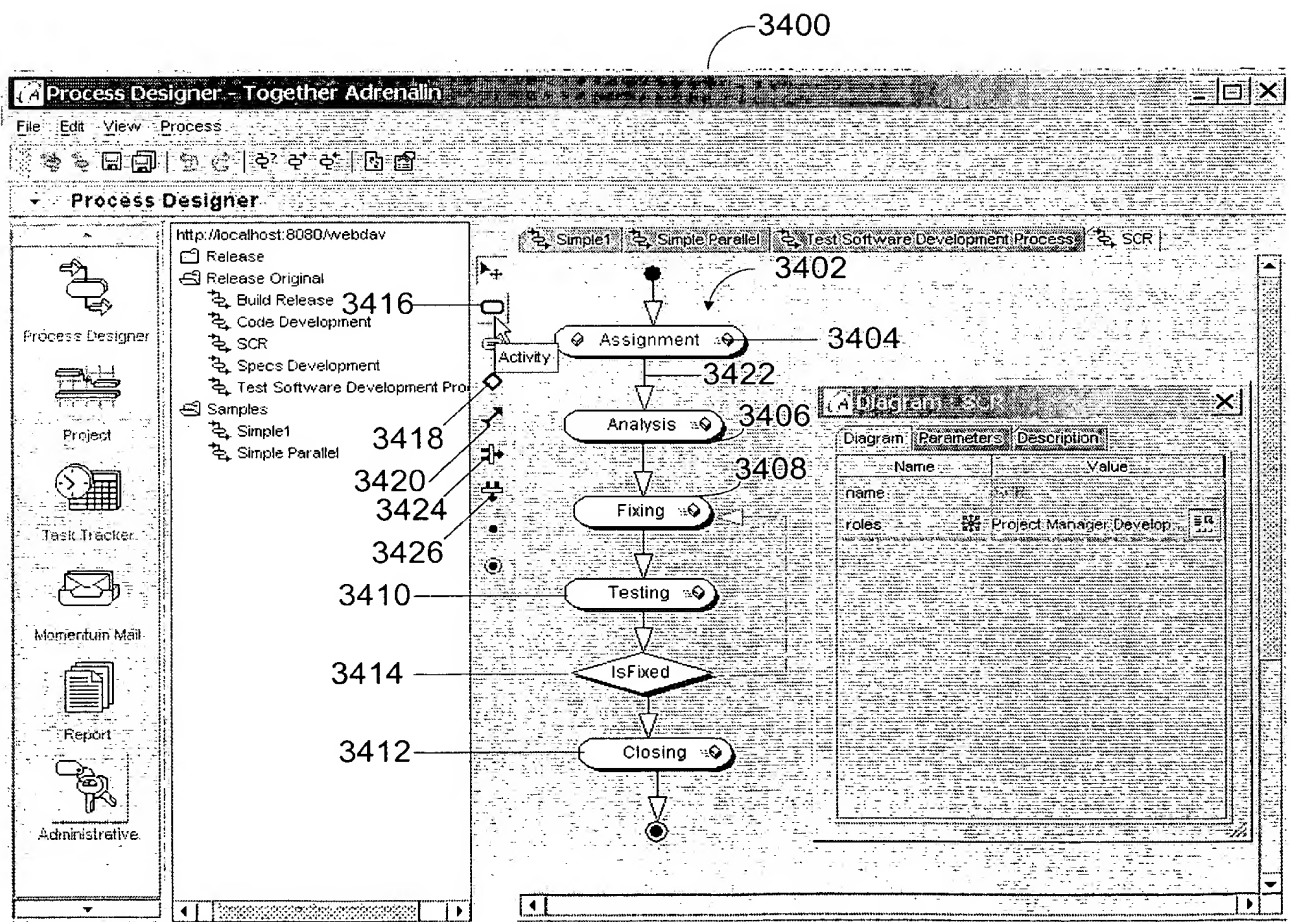 3400
Process Designer - Together Adrenalin
File Edit View Process
Process Designer
Process Designer
Project
Task Tracker
Momentum Mail
Report
Administrative
http://localhost:8080/webdav
Release
Release Original
Build Release
Code Development
SCR
Specs Development
Test Software Development Pro
Samples
Simple1
Simple Parallel
3416
3418
3420
3424
3426
3410
3414
3412
Activity
Simple1 Simple Parallel Test Software Development Process SCR
3402
Assignment 3404
3422
Analysis 3406
3408
Fixing
Testing
IsFixed
Closing
Diagram : SCR
Diagram Parameters Description
Name Value
name
roles Project Manager Develop...